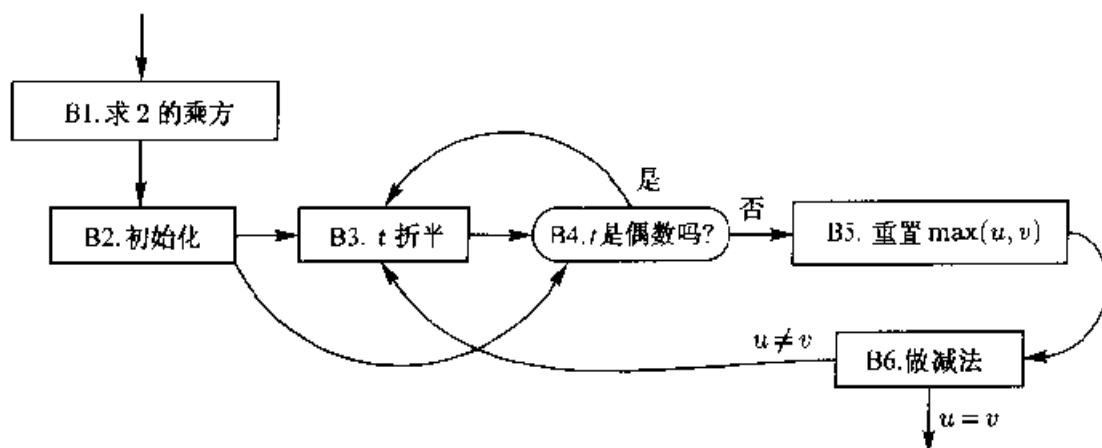 B1.求 2 的乘方
是
否
B2.初始化
B3. t 折半
B4.t是偶数吗?
B5. 重置 max(u, v)
u ≠ v
B6.做减法
u = v